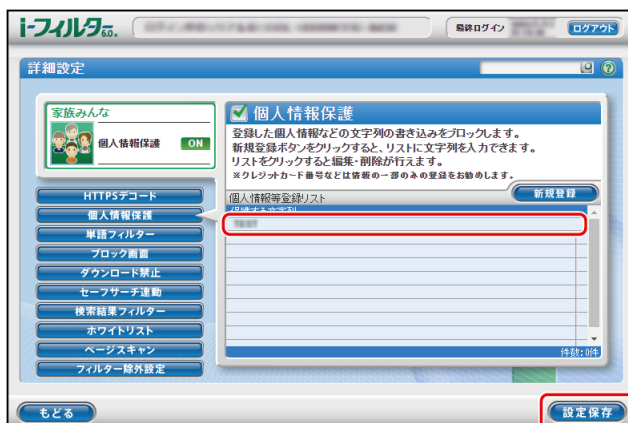 i-フィルター 6.0.
最終ログイン
ログアウト
詳細設定
家族みんな
個人情報保護 ON
個人情報保護
登録した個人情報などの文字列の書き込みをブロックします。
新規登録ボタンをクリックすると、リストに文字列を入力できます。
リストをクリックすると編集・削除が行えます。
※クレジットカード番号などは情報の一部のみの登録をお勧めします。
個人情報等登録リスト
新規登録
件数:0件
HTTPSデコード
個人情報保護
単語フィルター
ブロック画面
ダウンロード禁止
セーフサーチ連動
検索結果フィルター
ホワイトリスト
ページスキャン
フィルター除外設定
もどる
設定保存